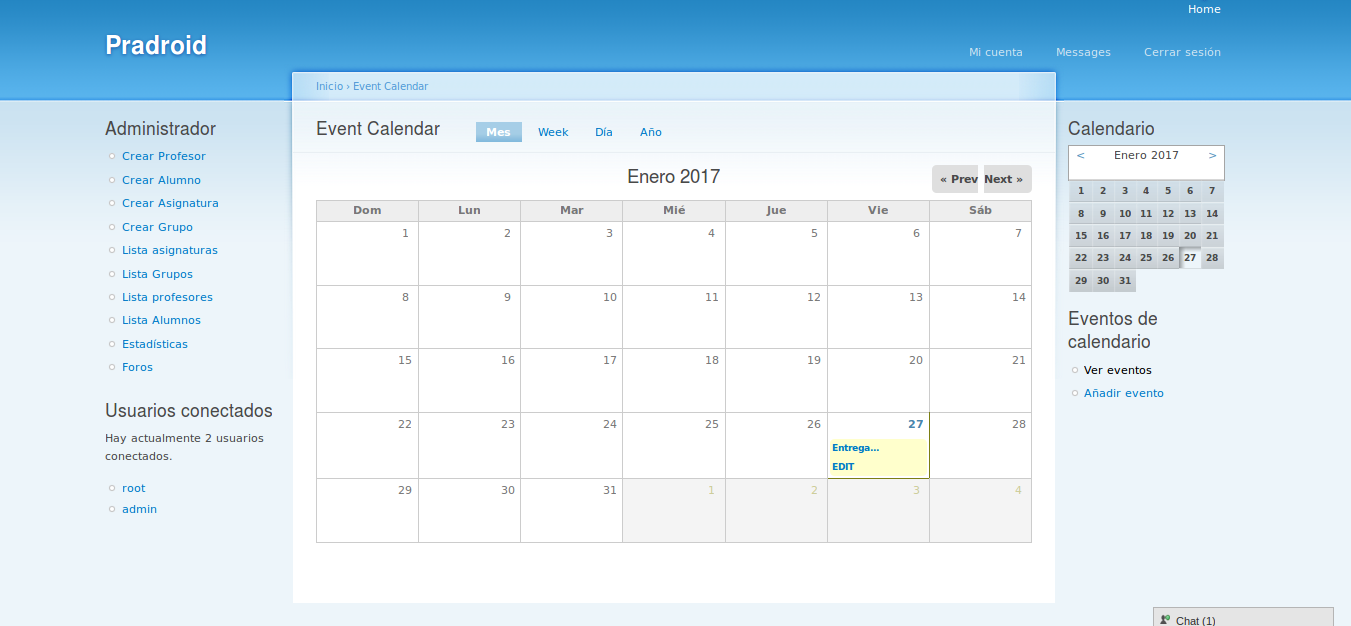 Home
Pradroid
Mi cuenta Messages Cerrar sesión
Inicio › Event Calendar
Administrador
Crear Profesor
Crear Alumno
Crear Asignatura
Crear Grupo
Lista asignaturas
Lista Grupos
Lista profesores
Lista Alumnos
Estadísticas
Foros
Usuarios conectados
Hay actualmente 2 usuarios
conectados.
root
admin
Event Calendar
Mes Week Día Año
Enero 2017
« Prev Next »
Dom Lun Mar Mié Jue Vie Sáb
1 2 3 4 5 6 7
8 9 10 11 12 13 14
15 16 17 18 19 20 21
22 23 24 25 26 27 28
Entrega...
EDIT
29 30 31 1 2 3 4
Calendario
< Enero 2017 >
1 2 3 4 5 6 7
8 9 10 11 12 13 14
15 16 17 18 19 20 21
22 23 24 25 26 27 28
29 30 31
Eventos de
calendario
Ver eventos
Añadir evento
Chat (1)